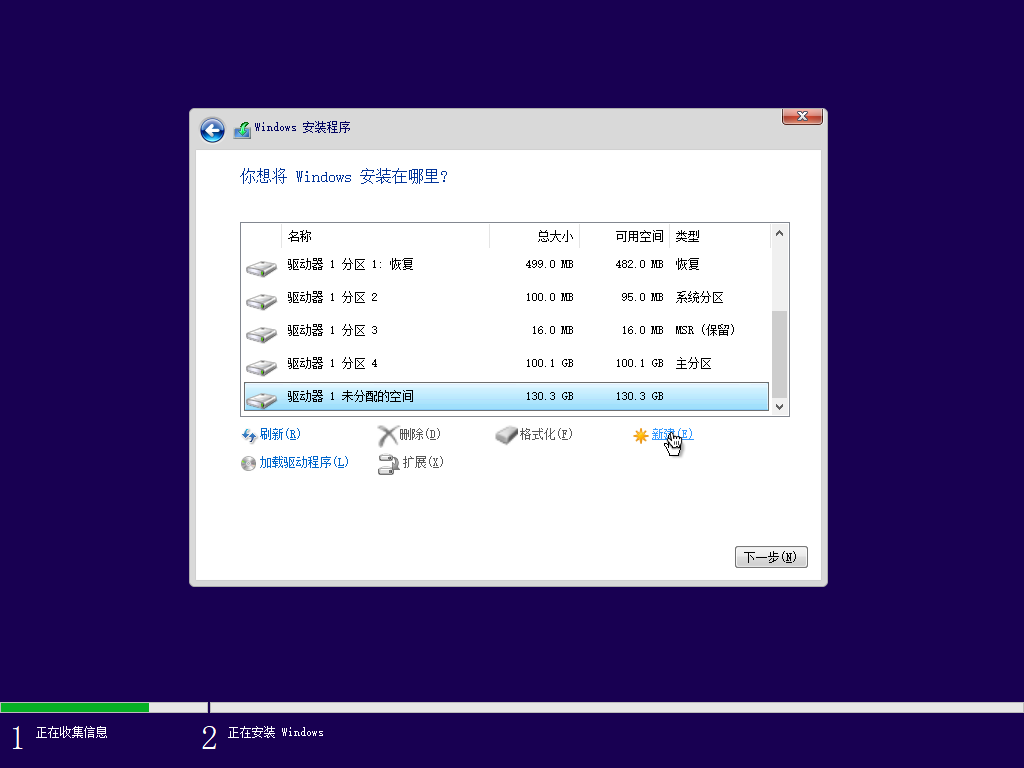 Windows 安装程序
你想将 Windows 安装在哪里?
名称 总大小 可用空间 类型
驱动器 1 分区 1: 恢复 499.0 MB 482.0 MB 恢复
驱动器 1 分区 2 100.0 MB 95.0 MB 系统分区
驱动器 1 分区 3 16.0 MB 16.0 MB MSR (保留)
驱动器 1 分区 4 100.1 GB 100.1 GB 主分区
驱动器 1 未分配的空间 130.3 GB 130.3 GB
刷新(R) 删除(D) 格式化(F) 新建(E)
加载驱动程序(L) 扩展(X)
下一步(N)
1 正在收集信息 2 正在安装 Windows